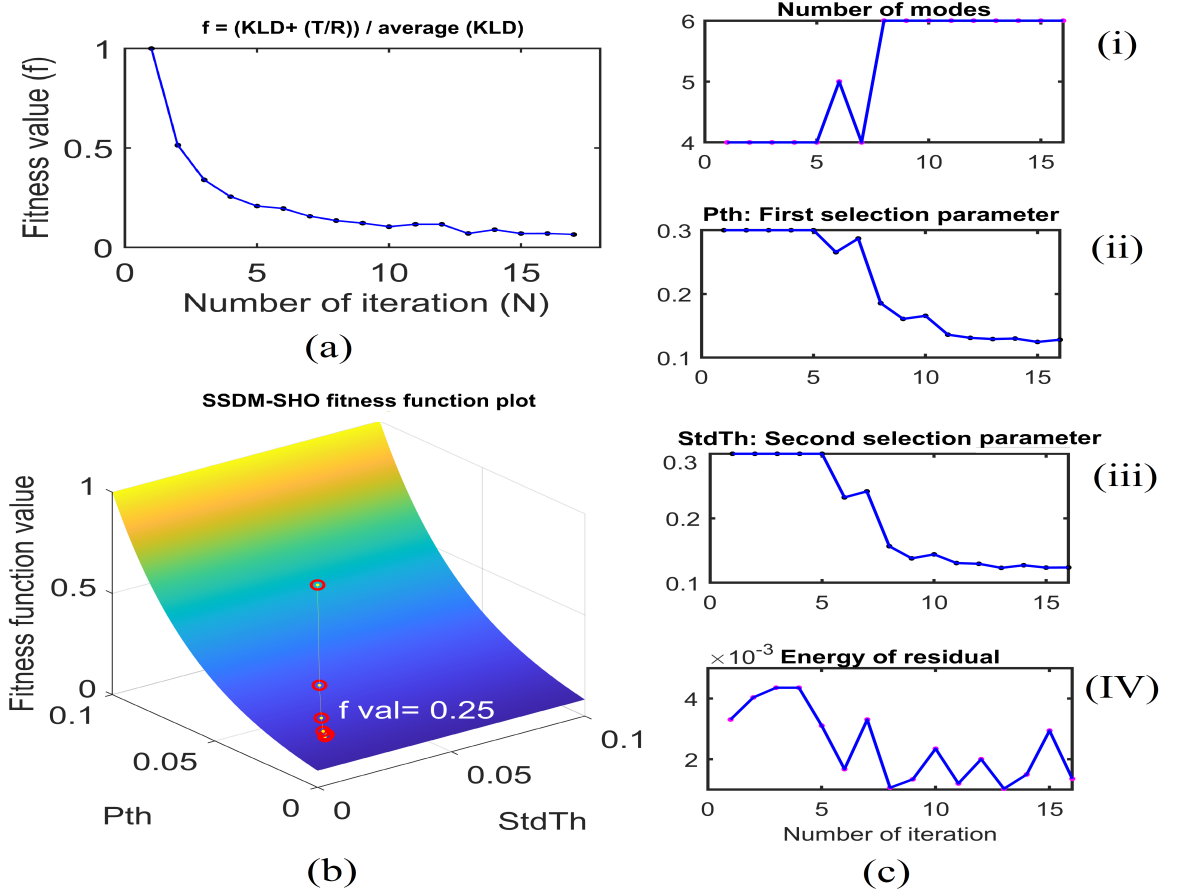 f = (KLD+ (T/R)) / average (KLD)
Fitness value (f)
1
0.5
0
0 5 10 15
Number of iteration (N)
(a)
SSDM-SHO fitness function plot
Fitness function value
1
0.5
0
f val= 0.25
0.1
0.05
0
Pth
0
0.05
0.1
StdTh
(b)
Number of modes
(i)
6
5
4
0 5 10 15
Pth: First selection parameter
(ii)
0.3
0.2
0.1
0 5 10 15
StdTh: Second selection parameter
(iii)
0.3
0.2
0.1
0 5 10 15
×10-3
Energy of residual
(IV)
4
2
0 5 10 15
Number of iteration
(c)